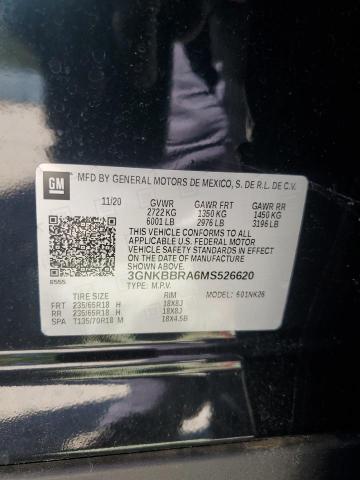 GM
MFD BY GENERAL MOTORS DE MEXICO, S. DE R.L. DE C.V.
11/20 GVWR GAWR FRT GAWR RR
2722 KG 1350 KG 1450 KG
6001 LB 2976 LB 3196 LB
THIS VEHICLE CONFORMS TO ALL
APPLICABLE U.S. FEDERAL MOTOR
VEHICLE SAFETY STANDARDS IN EFFECT
ON THE DATE OF MANUFACTURE
SHOWN ABOVE.
3GNKBBRA6MS526620
6555 TYPE: M.P.V.
TIRE SIZE RIM MODEL: 601NK26
FRT 235/65R18 H 18X8J
RR 235/65R18 H 18X8J
SPA T135/70R18 M 18X4.5B